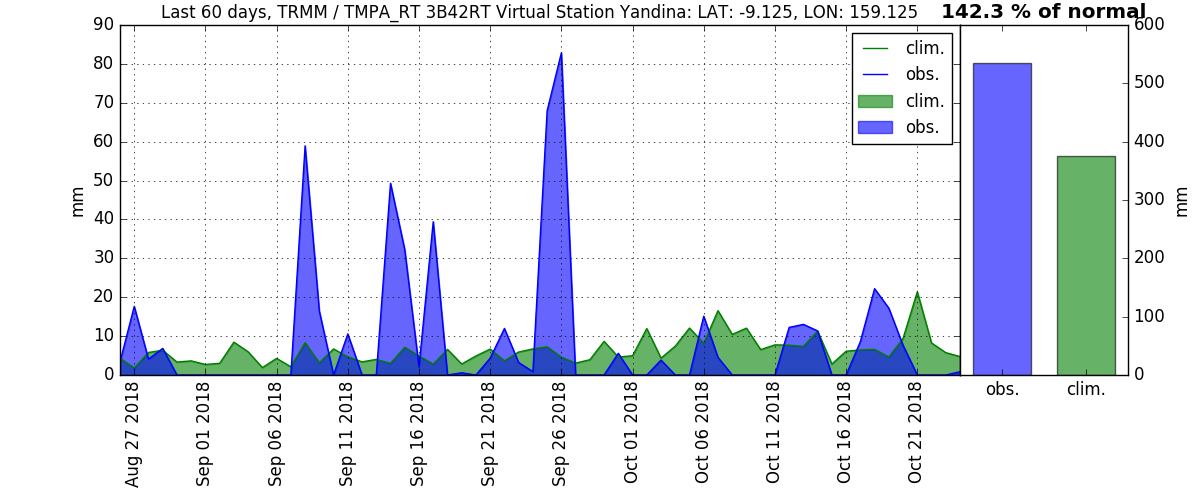 Last 60 days, TRMM / TMPA_RT 3B42RT Virtual Station Yandina: LAT: -9.125, LON: 159.125
142.3 % of normal
90
80
70
60
50
40
30
20
10
0
mm
clim.
obs.
clim.
obs.
Aug 27 2018
Sep 01 2018
Sep 06 2018
Sep 11 2018
Sep 16 2018
Sep 21 2018
Sep 26 2018
Oct 01 2018
Oct 06 2018
Oct 11 2018
Oct 16 2018
Oct 21 2018
600
500
400
300
200
100
0
mm
obs.
clim.